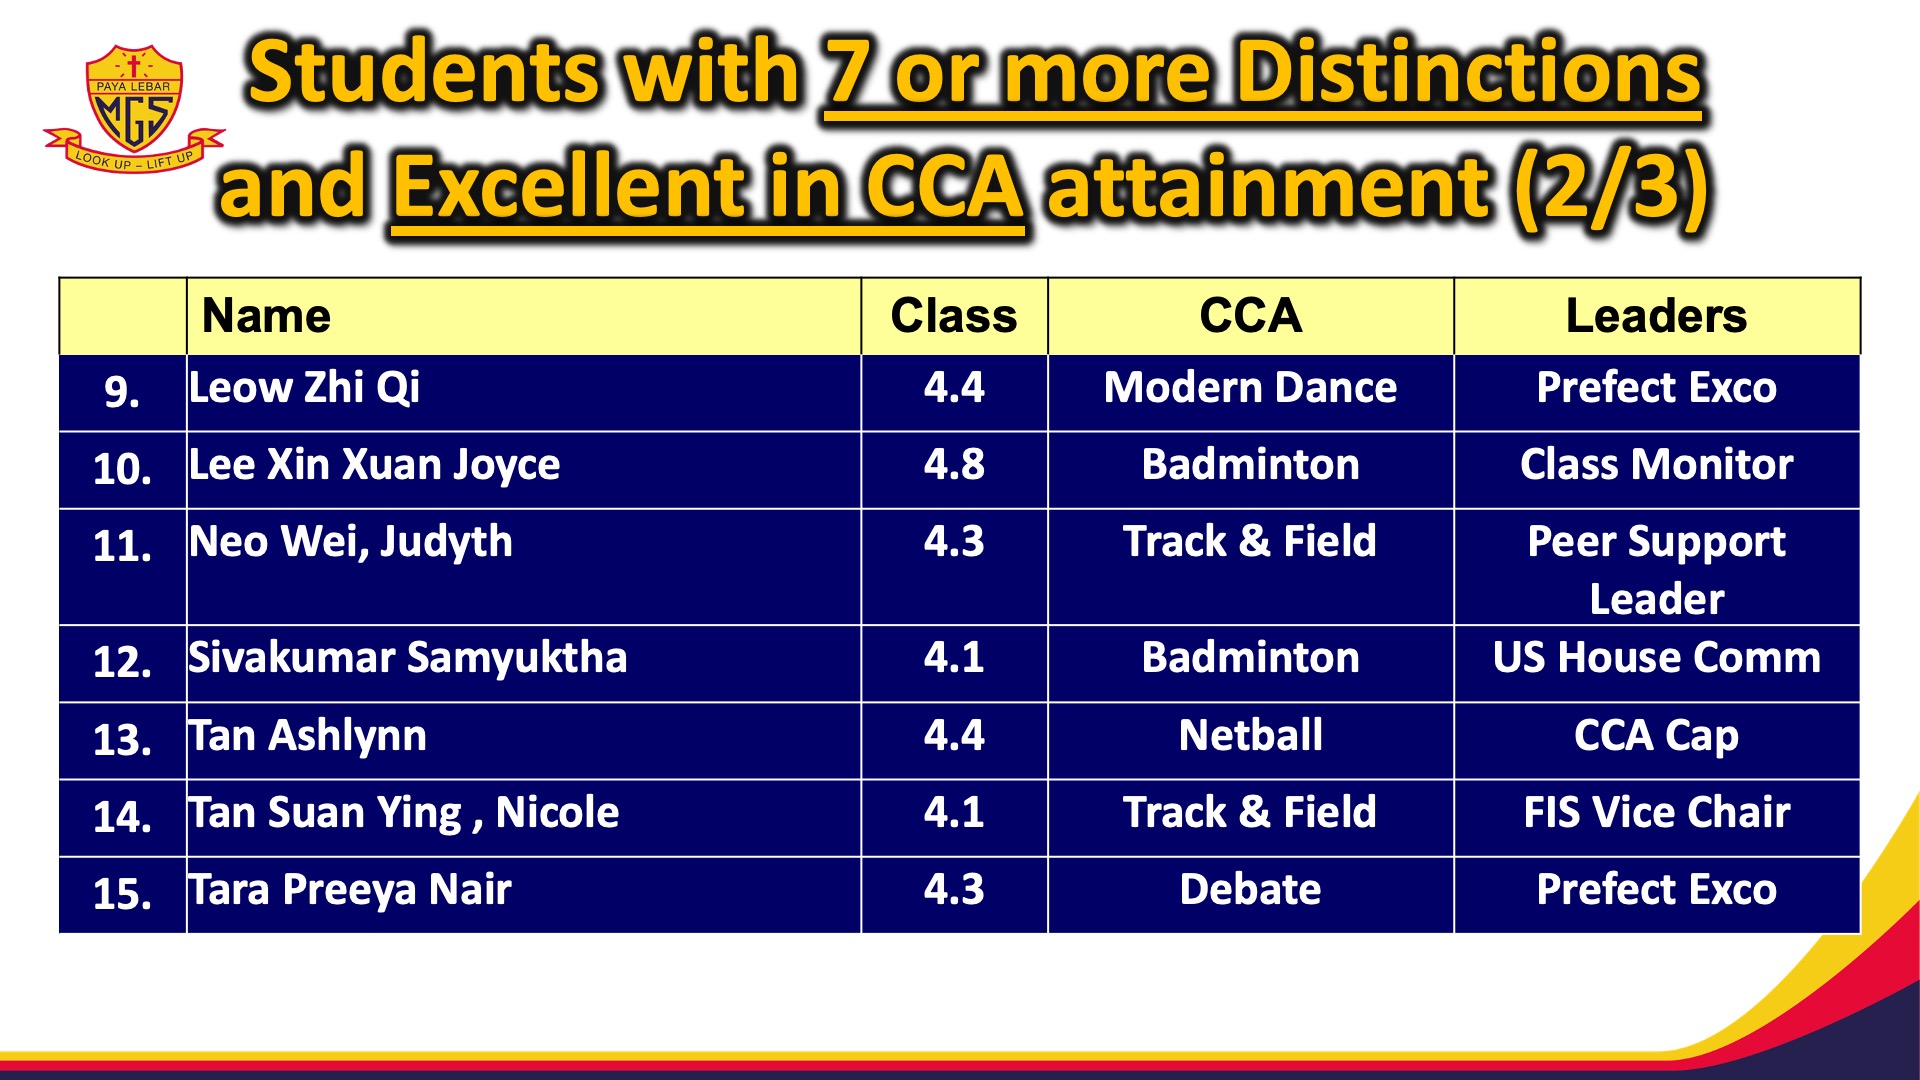 PAYA LEBAR
MGS
LOOK UP – LIFT UP
Students with 7 or more Distinctions
and Excellent in CCA attainment (2/3)
Name Class CCA Leaders
9. Leow Zhi Qi 4.4 Modern Dance Prefect Exco
10. Lee Xin Xuan Joyce 4.8 Badminton Class Monitor
11. Neo Wei, Judyth 4.3 Track & Field Peer Support
Leader
12. Sivakumar Samyuktha 4.1 Badminton US House Comm
13. Tan Ashlynn 4.4 Netball CCA Cap
14. Tan Suan Ying , Nicole 4.1 Track & Field FIS Vice Chair
15. Tara Preeya Nair 4.3 Debate Prefect Exco